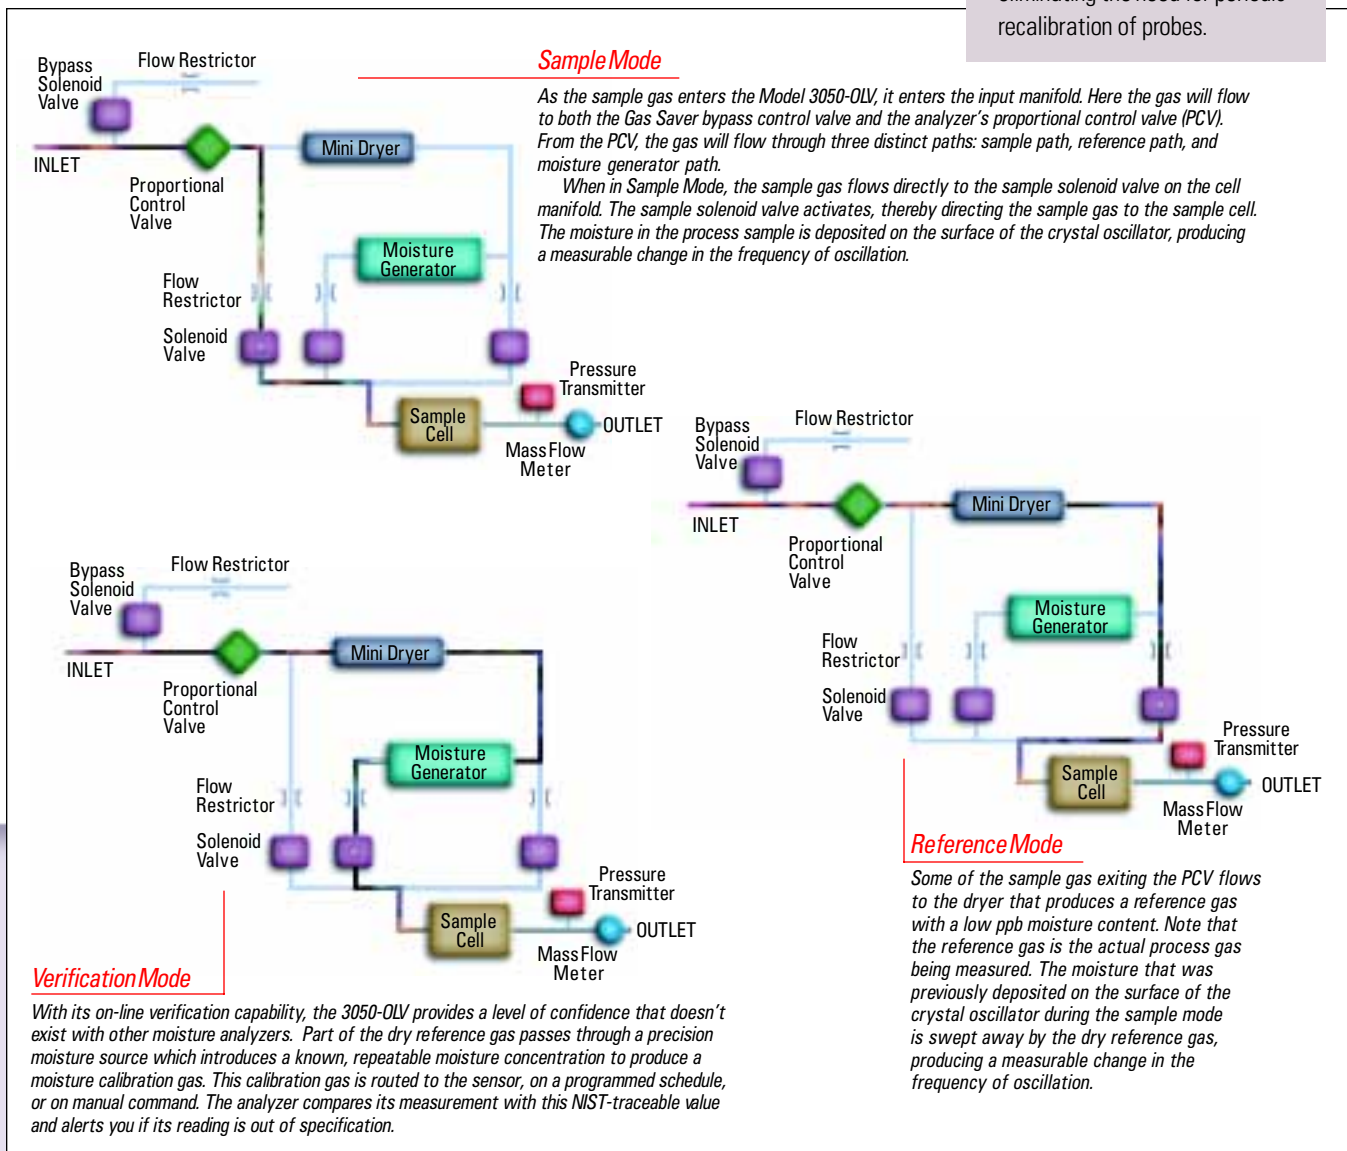 recalibration of probes.
Sample Mode
As the sample gas enters the Model 3050-OLV, it enters the input manifold. Here the gas will flow
to both the Gas Saver bypass control valve and the analyzer's proportional control valve (PCV).
From the PCV, the gas will flow through three distinct paths: sample path, reference path, and
moisture generator path.
When in Sample Mode, the sample gas flows directly to the sample solenoid valve on the cell
manifold. The sample solenoid valve activates, thereby directing the sample gas to the sample cell.
The moisture in the process sample is deposited on the surface of the crystal oscillator, producing
a measurable change in the frequency of oscillation.
Bypass
Solenoid
Valve
Flow Restrictor
INLET
Proportional
Control
Valve
Mini Dryer
Moisture
Generator
Flow
Restrictor
Solenoid
Valve
Pressure
Transmitter
Sample
Cell
OUTLET
Mass Flow
Meter
Bypass
Solenoid
Valve
Flow Restrictor
INLET
Proportional
Control
Valve
Mini Dryer
Moisture
Generator
Flow
Restrictor
Solenoid
Valve
Pressure
Transmitter
Sample
Cell
OUTLET
Mass Flow
Meter
Reference Mode
Some of the sample gas exiting the PCV flows
to the dryer that produces a reference gas
with a low ppb moisture content. Note that
the reference gas is the actual process gas
being measured. The moisture that was
previously deposited on the surface of the
crystal oscillator during the sample mode
is swept away by the dry reference gas,
producing a measurable change in the
frequency of oscillation.
Bypass
Solenoid
Valve
Flow Restrictor
INLET
Proportional
Control
Valve
Mini Dryer
Moisture
Generator
Flow
Restrictor
Solenoid
Valve
Pressure
Transmitter
Sample
Cell
OUTLET
Mass Flow
Meter
Verification Mode
With its on-line verification capability, the 3050-OLV provides a level of confidence that doesn't
exist with other moisture analyzers. Part of the dry reference gas passes through a precision
moisture source which introduces a known, repeatable moisture concentration to produce a
moisture calibration gas. This calibration gas is routed to the sensor, on a programmed schedule,
or on manual command. The analyzer compares its measurement with this NIST-traceable value
and alerts you if its reading is out of specification.